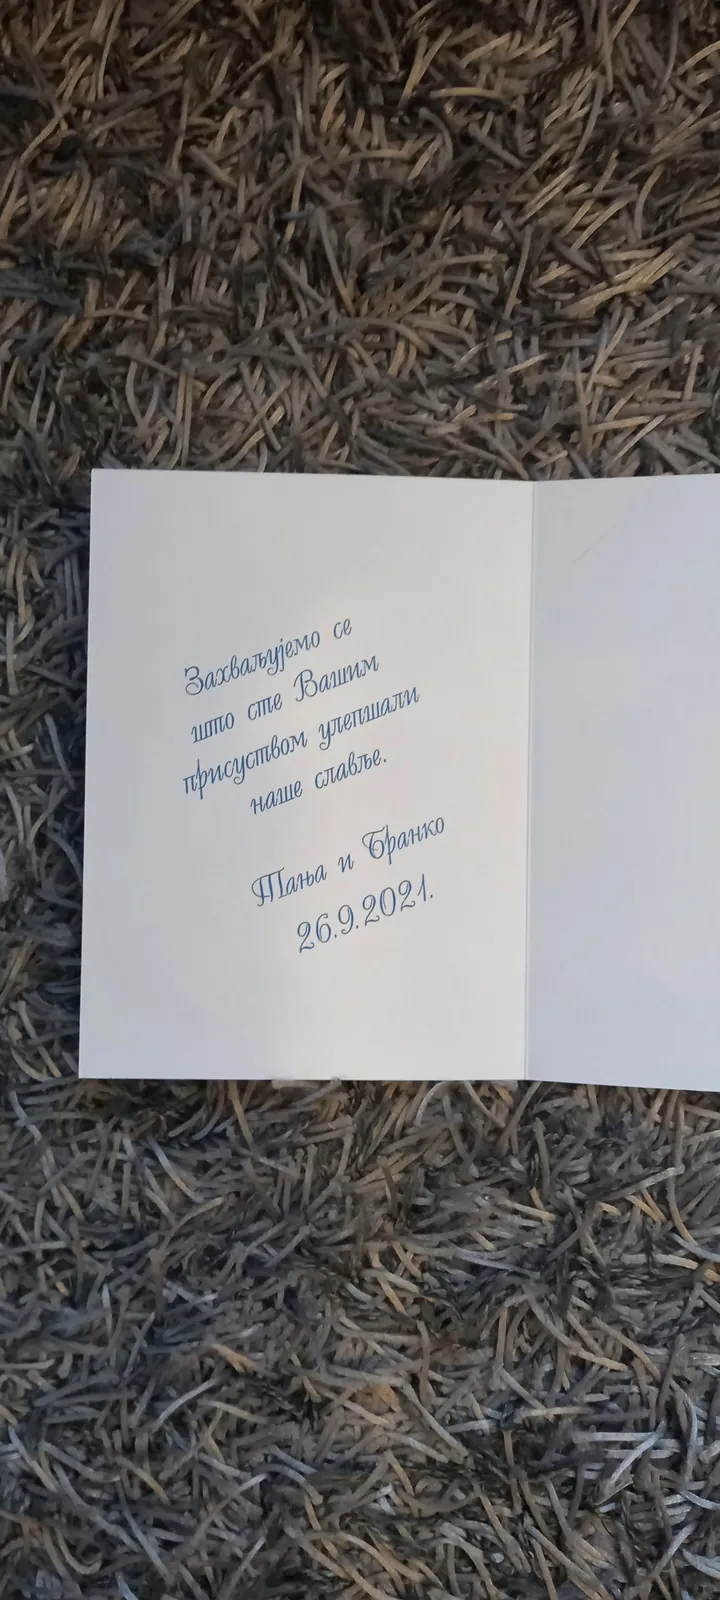 Захваљујемо се
што сте Вашим
присуством улепшали
наше славље.
Тања и Бранко
26.9.2021.